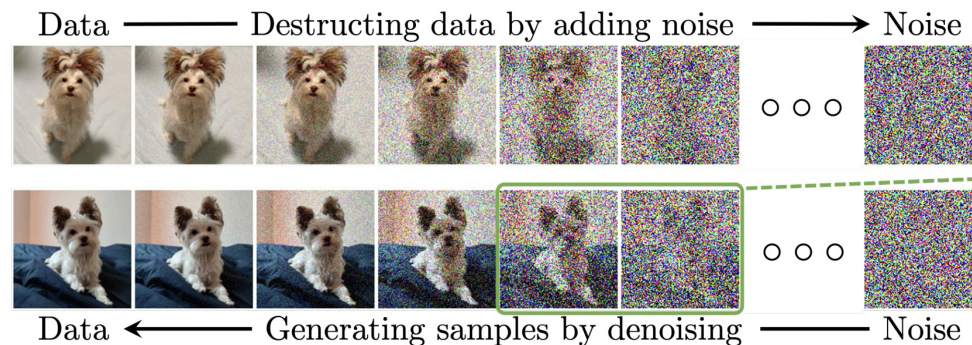 Data Destructing data by adding noise Noise
Data Generating samples by denoising Noise